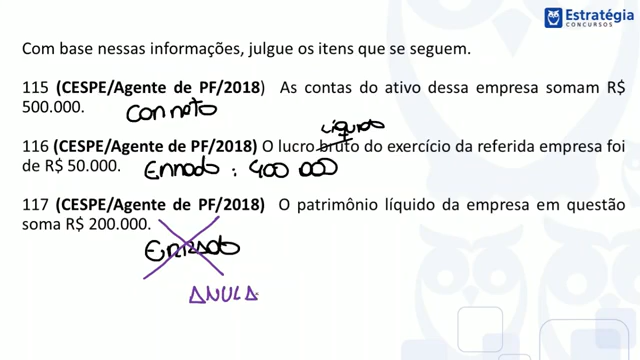 Estratégia
CONCURSOS
Com base nessas informações, julgue os itens que se seguem.
115 (CESPE/Agente de PF/2018) As contas do ativo dessa empresa somam R$
500.000. Correto
Líquido
116 (CESPE/Agente de PF/2018) O lucro bruto do exercício da referida empresa foi
de R$ 50.000. Errado : 400 000
117 (CESPE/Agente de PF/2018) O patrimônio líquido da empresa em questão
soma R$ 200.000.
Errado
ANULA